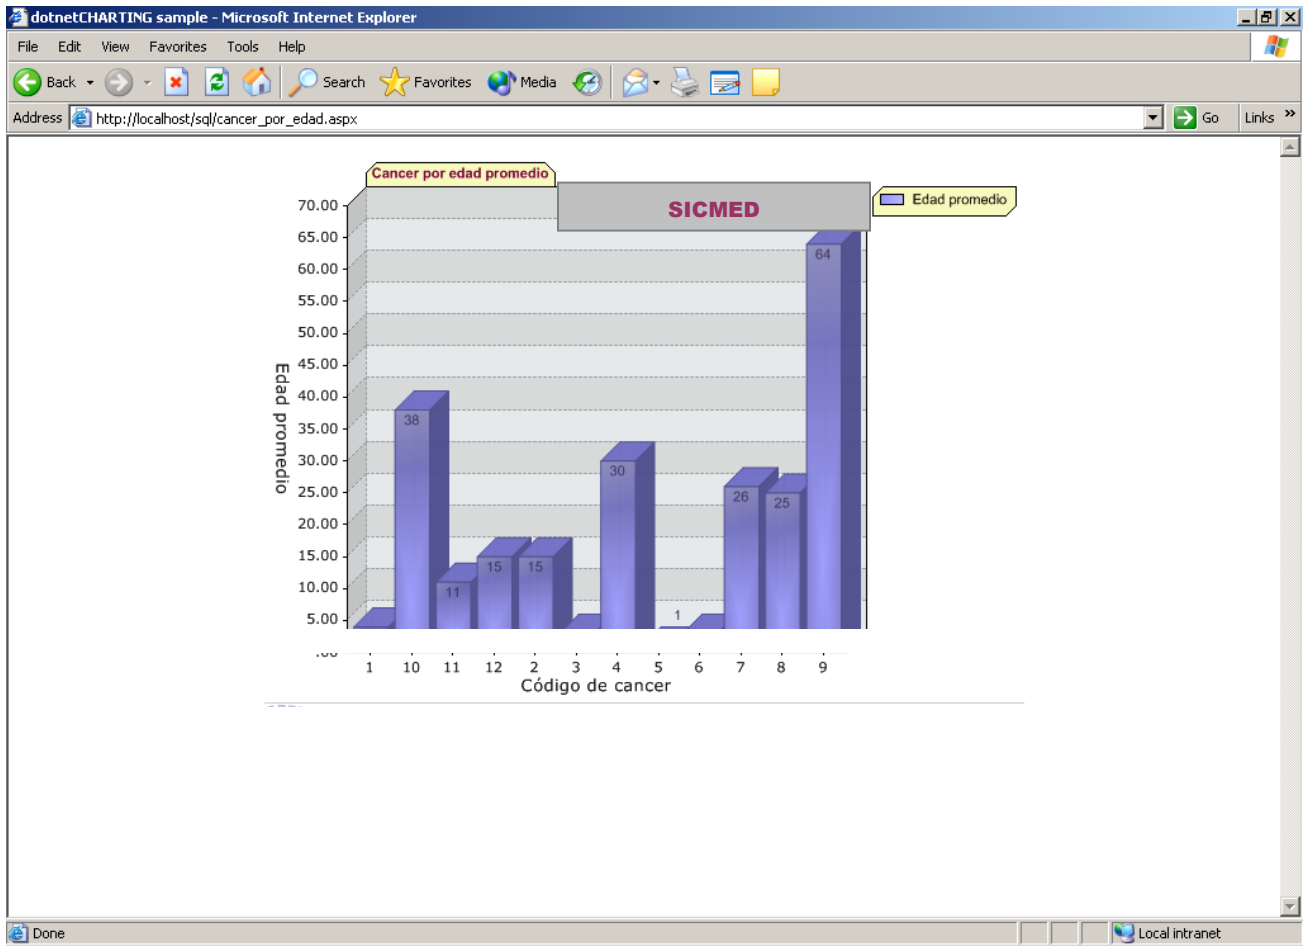 dotnetCHARTING sample - Microsoft Internet Explorer
File Edit View Favorites Tools Help
Back Search Favorites Media
Address http://localhost/sql/cancer_por_edad.aspx Go Links »
Cancer por edad promedio
SICMED
Edad promedio
70.00
65.00
60.00
55.00
50.00
45.00
40.00
35.00
30.00
25.00
20.00
15.00
10.00
5.00
Edad promedio
38
11
15
15
30
1
26
25
64
1 10 11 12 2 3 4 5 6 7 8 9
Código de cancer
Done
Local intranet